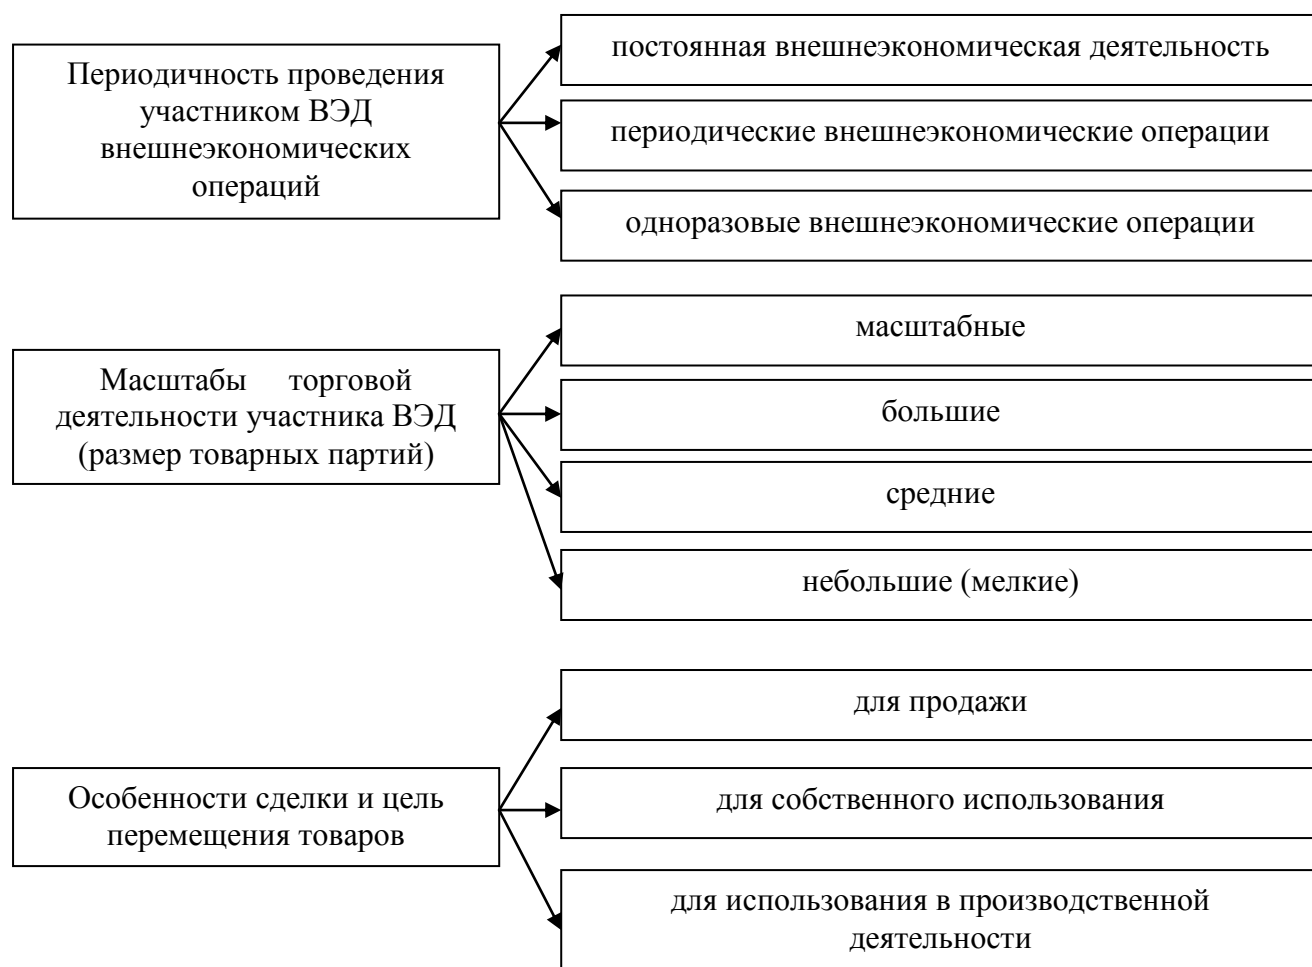 Периодичность проведения
участником ВЭД
внешнеэкономических
операций
постоянная внешнеэкономическая деятельность
периодические внешнеэкономические операции
одноразовые внешнеэкономические операции
Масштабы торговой
деятельности участника ВЭД
(размер товарных партий)
масштабные
большие
средние
небольшие (мелкие)
Особенности сделки и цель
перемещения товаров
для продажи
для собственного использования
для использования в производственной
деятельности